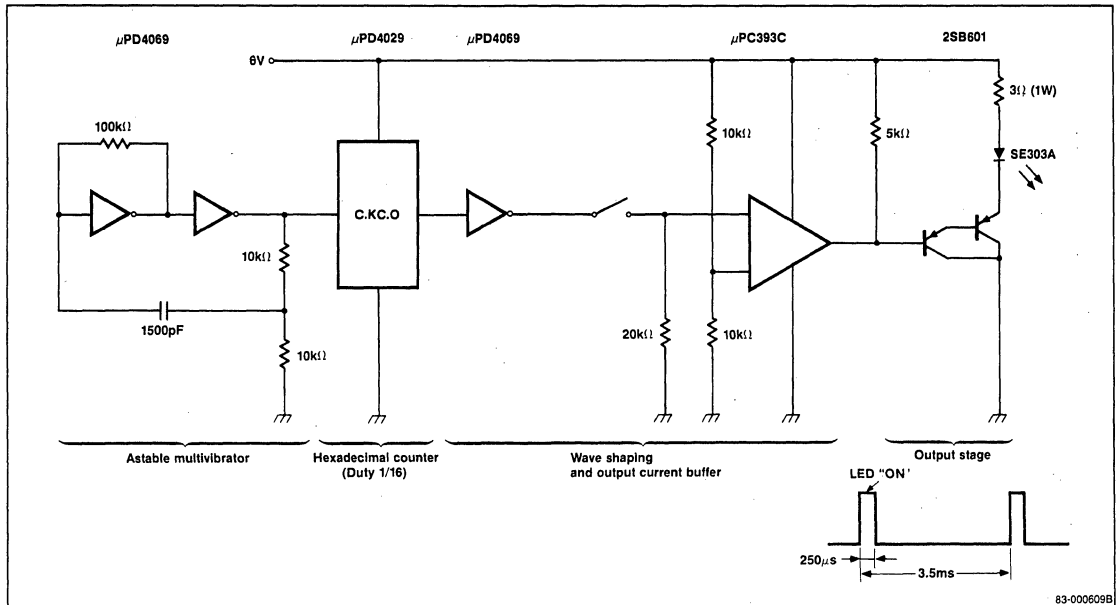 μPD4069
μPD4029
μPD4069
μPC393C
2SB601
6V
3Ω (1W)
100kΩ
10kΩ
5kΩ
SE303A
C.KC.O
10kΩ
1500pF
20kΩ
10kΩ
10kΩ
Astable multivibrator
Hexadecimal counter
(Duty 1/16)
Wave shaping
and output current buffer
Output stage
LED "ON'
250μs
3.5ms
83-000609B